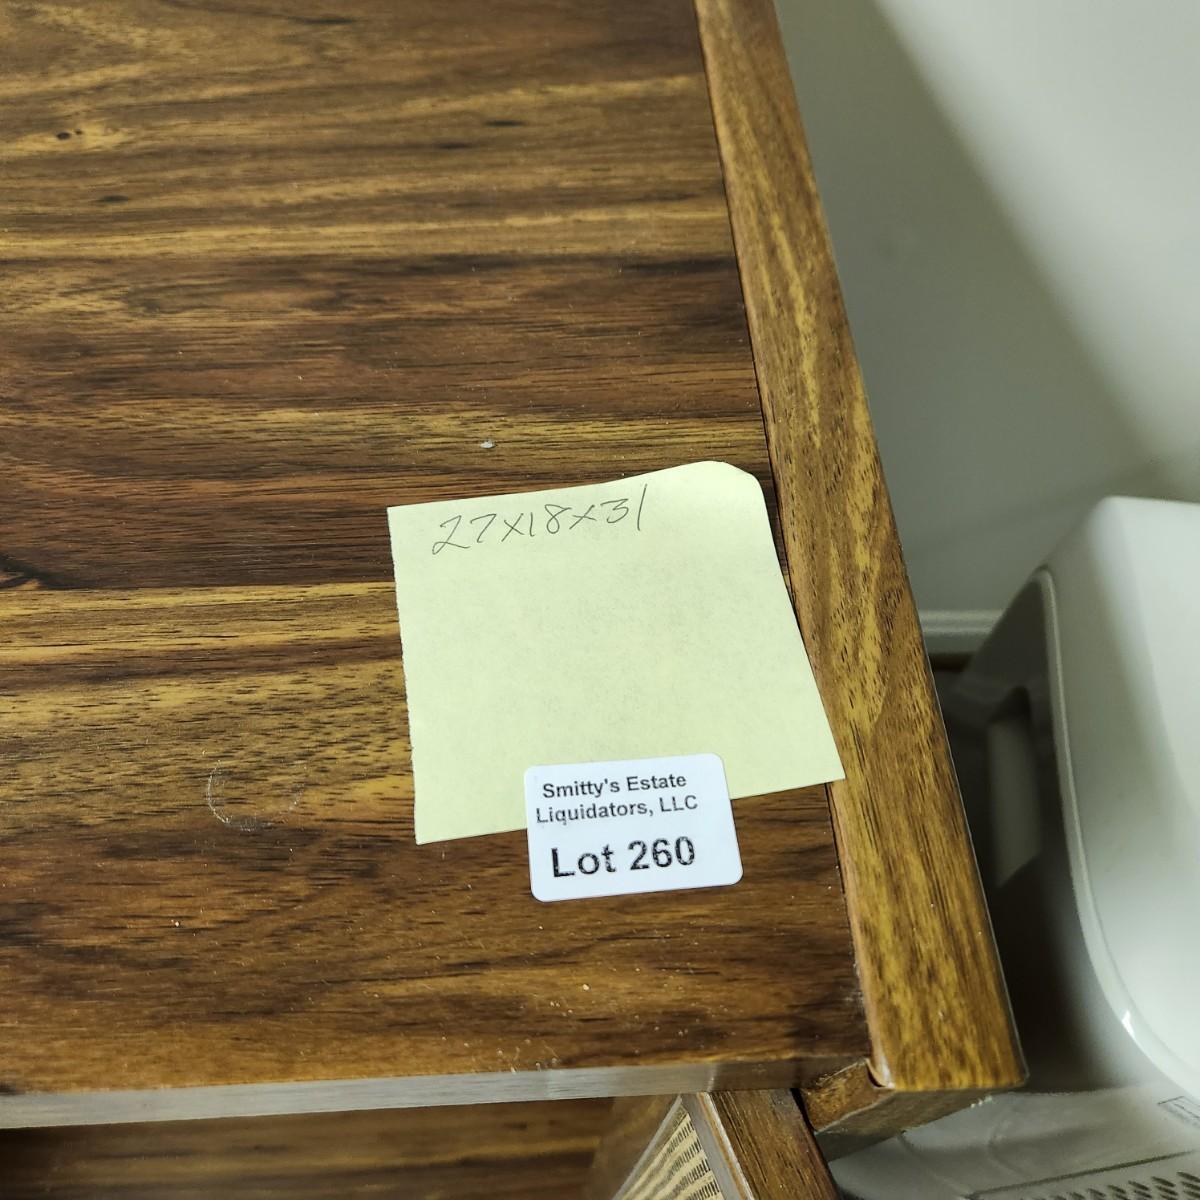 27x18x31
Smitty's Estate
Liquidators, LLC
Lot 260